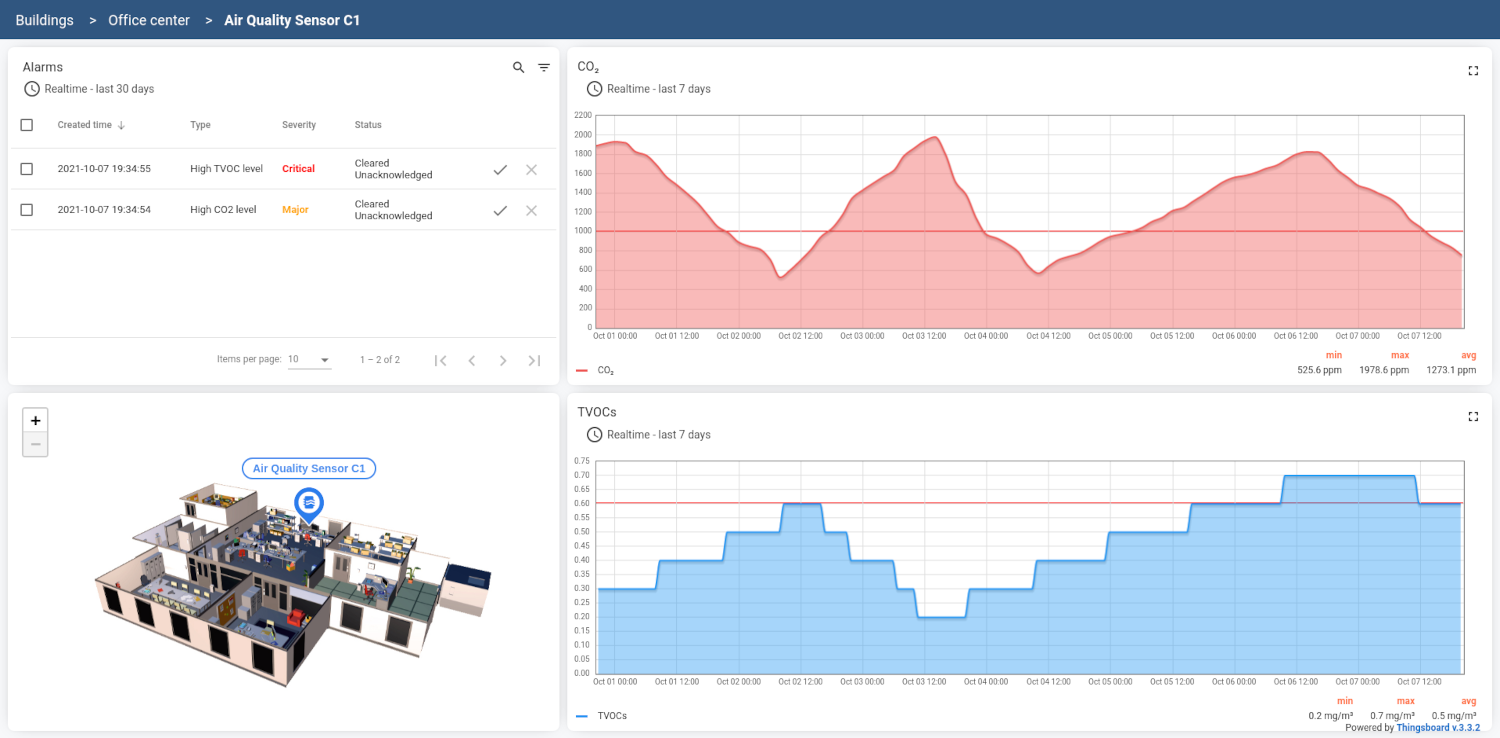 Buildings > Office center > Air Quality Sensor C1
Alarms
Realtime - last 30 days
Created time Type Severity Status
2021-10-07 19:34:55 High TVOC level Critical Cleared
Unacknowledged
2021-10-07 19:34:54 High CO2 level Major Cleared
Unacknowledged
Items per page: 10 1 – 2 of 2
CO₂
Realtime - last 7 days
2200
2000
1800
1600
1400
1200
1000
800
600
400
200
0
Oct 01 00:00 Oct 01 12:00 Oct 02 00:00 Oct 02 12:00 Oct 03 00:00 Oct 03 12:00 Oct 04 00:00 Oct 04 12:00 Oct 05 00:00 Oct 05 12:00 Oct 06 00:00 Oct 06 12:00 Oct 07 00:00 Oct 07 12:00
min max avg
CO₂ 525.6 ppm 1978.6 ppm 1273.1 ppm
+
−
Air Quality Sensor C1
TVOCs
Realtime - last 7 days
0.75
0.70
0.65
0.60
0.55
0.50
0.45
0.40
0.35
0.30
0.25
0.20
0.15
0.10
0.05
0.00
Oct 01 00:00 Oct 01 12:00 Oct 02 00:00 Oct 02 12:00 Oct 03 00:00 Oct 03 12:00 Oct 04 00:00 Oct 04 12:00 Oct 05 00:00 Oct 05 12:00 Oct 06 00:00 Oct 06 12:00 Oct 07 00:00 Oct 07 12:00
min max avg
TVOCs 0.2 mg/m³ 0.7 mg/m³ 0.5 mg/m³
Powered by Thingsboard v.3.3.2